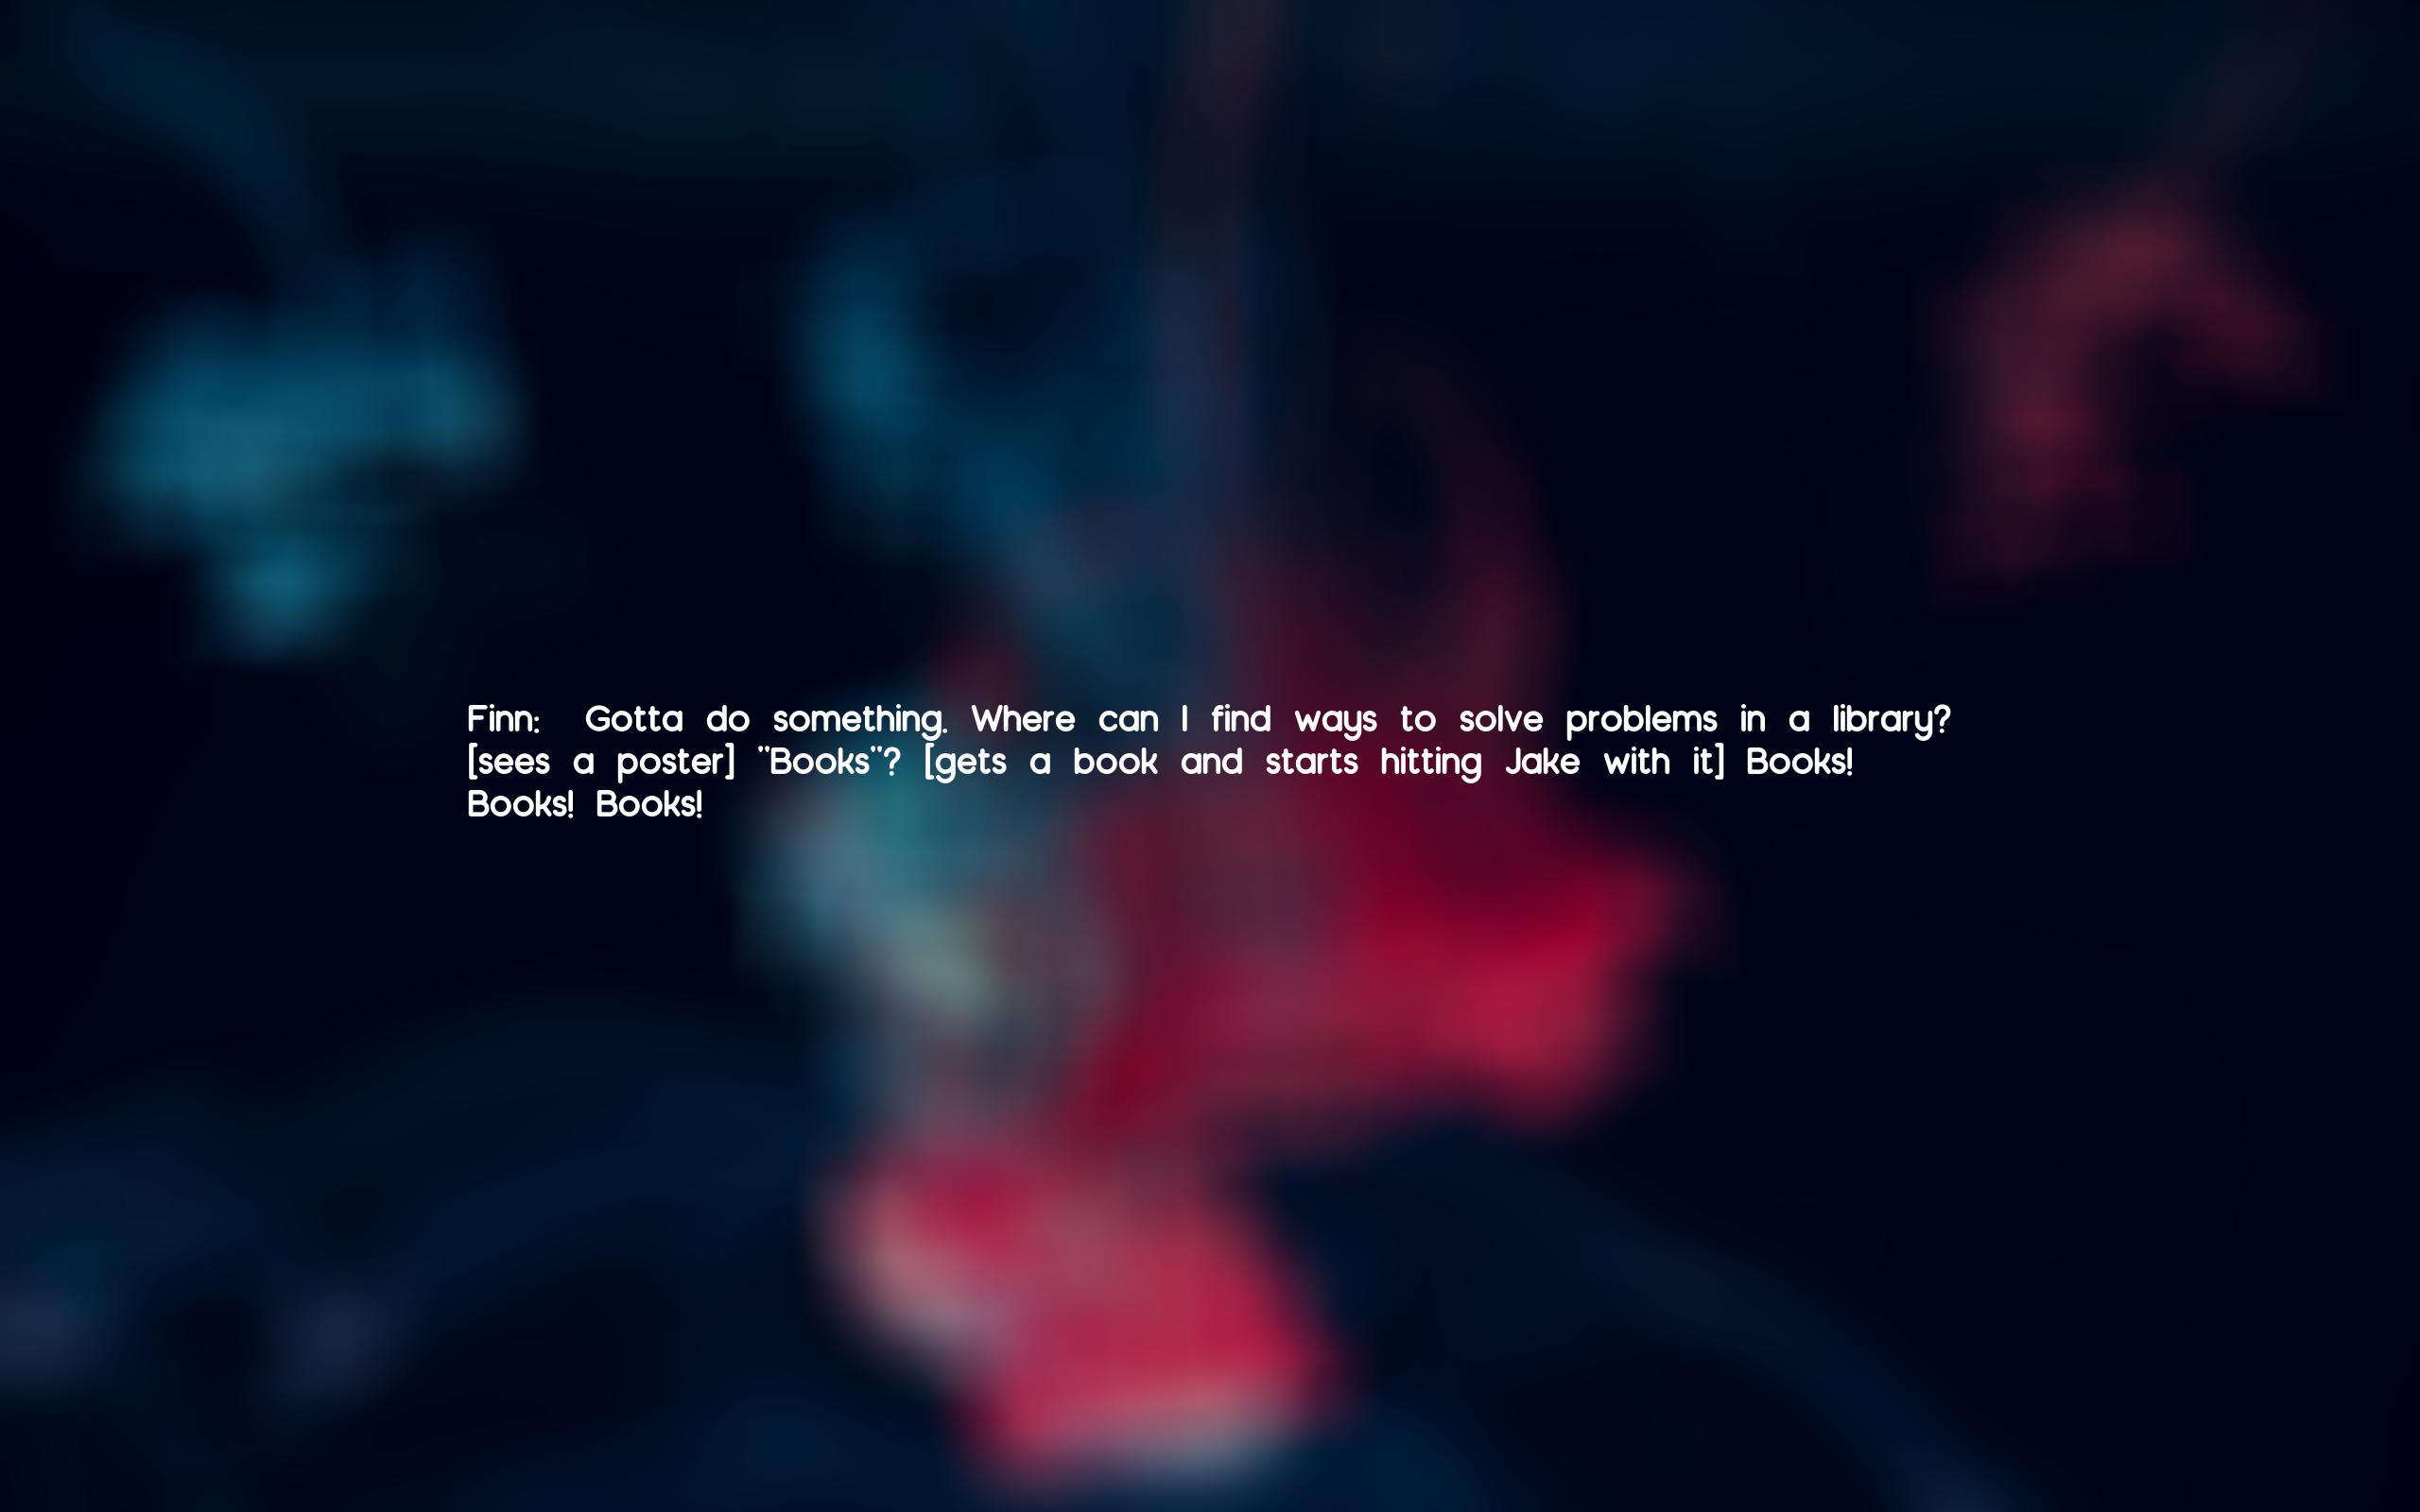 Finn: Gotta do something. Where can I find ways to solve problems in a library?
[sees a poster] "Books"? [gets a book and starts hitting Jake with it] Books!
Books! Books!